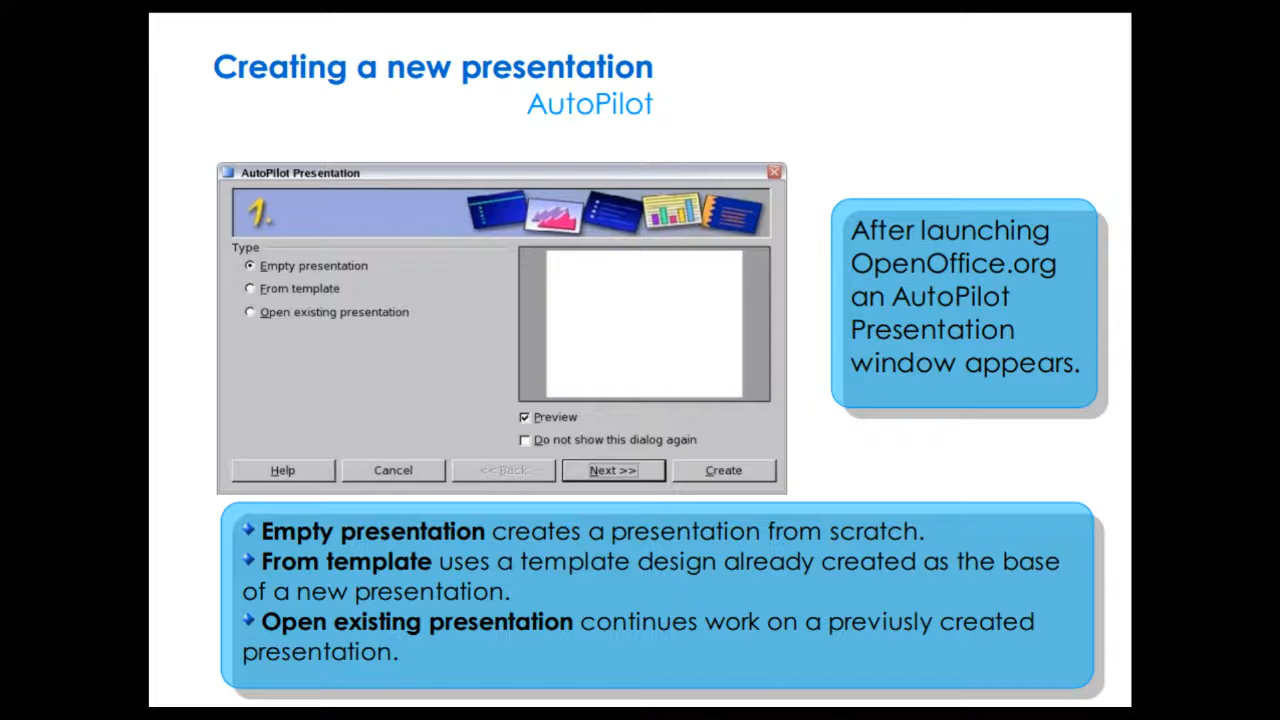 Creating a new presentation
AutoPilot
AutoPilot Presentation
1.
Type
Empty presentation
From template
Open existing presentation
Preview
Do not show this dialog again
Help
Cancel
<< Back
Next >>
Create
After launching
OpenOffice.org
an AutoPilot
Presentation
window appears.
Empty presentation creates a presentation from scratch.
From template uses a template design already created as the base
of a new presentation.
Open existing presentation continues work on a previusly created
presentation.